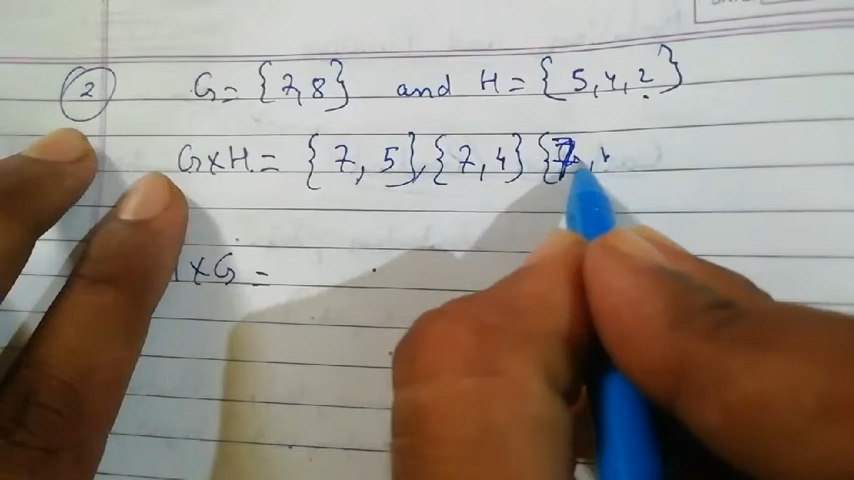 2 G = {7,8} and H = {5,4,2}
G×H = {7,5},{7,4} {7,
×G =